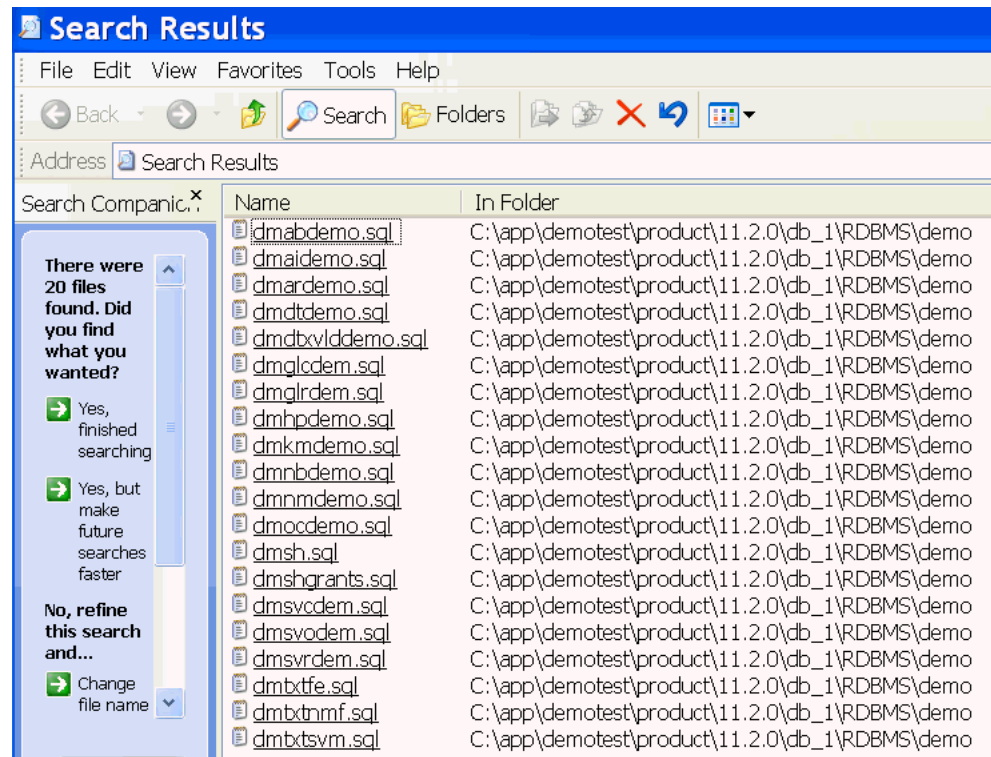 Search Results
File Edit View Favorites Tools Help
Back Search Folders
Address Search Results
Search Companic.. Name In Folder
There were
20 files
found. Did
you find
what you
wanted?
Yes,
finished
searching
Yes, but
make
future
searches
faster
No, refine
this search
and...
Change
file name
dmabdemo.sql C:\app\demotest\product\11.2.0\db_1\RDBMS\demo
dmaidemo.sql C:\app\demotest\product\11.2.0\db_1\RDBMS\demo
dmardemo.sql C:\app\demotest\product\11.2.0\db_1\RDBMS\demo
dmdtdemo.sql C:\app\demotest\product\11.2.0\db_1\RDBMS\demo
dmdtxvlddemo.sql C:\app\demotest\product\11.2.0\db_1\RDBMS\demo
dmglcdem.sql C:\app\demotest\product\11.2.0\db_1\RDBMS\demo
dmglrdem.sql C:\app\demotest\product\11.2.0\db_1\RDBMS\demo
dmhpdemo.sql C:\app\demotest\product\11.2.0\db_1\RDBMS\demo
dmkmdemo.sql C:\app\demotest\product\11.2.0\db_1\RDBMS\demo
dmnbdemo.sql C:\app\demotest\product\11.2.0\db_1\RDBMS\demo
dmnmdemo.sql C:\app\demotest\product\11.2.0\db_1\RDBMS\demo
dmocdemo.sql C:\app\demotest\product\11.2.0\db_1\RDBMS\demo
dmsh.sql C:\app\demotest\product\11.2.0\db_1\RDBMS\demo
dmshgrants.sql C:\app\demotest\product\11.2.0\db_1\RDBMS\demo
dmsvcdem.sql C:\app\demotest\product\11.2.0\db_1\RDBMS\demo
dmsvodem.sql C:\app\demotest\product\11.2.0\db_1\RDBMS\demo
dmsvrdem.sql C:\app\demotest\product\11.2.0\db_1\RDBMS\demo
dmtxtfe.sql C:\app\demotest\product\11.2.0\db_1\RDBMS\demo
dmtxtnmf.sql C:\app\demotest\product\11.2.0\db_1\RDBMS\demo
dmtxtsvm.sql C:\app\demotest\product\11.2.0\db_1\RDBMS\demo